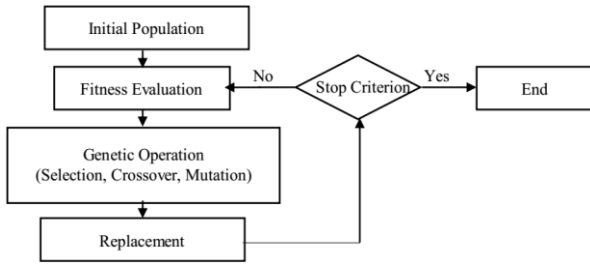 Initial Population
No
Yes
Fitness Evaluation
Stop Criterion
End
Genetic Operation
(Selection, Crossover, Mutation)
Replacement